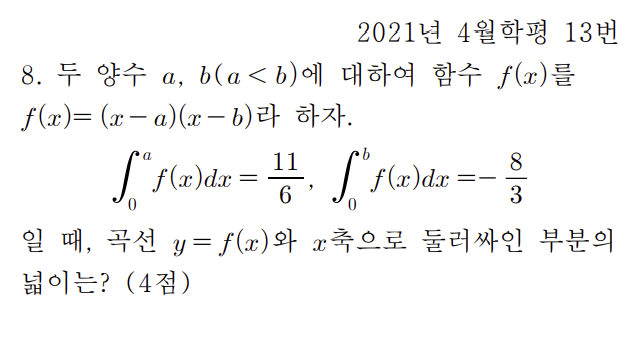 2021년 4월학평 13번
8. 두 양수 a, b(a<b)에 대하여 함수 f(x)를
f(x)=(x-a)(x-b)라 하자.
∫₀ᵃ f(x)dx = 11/6, ∫₀ᵇ f(x)dx = -8/3
일 때, 곡선 y=f(x)와 x축으로 둘러싸인 부분의
넓이는? (4점)